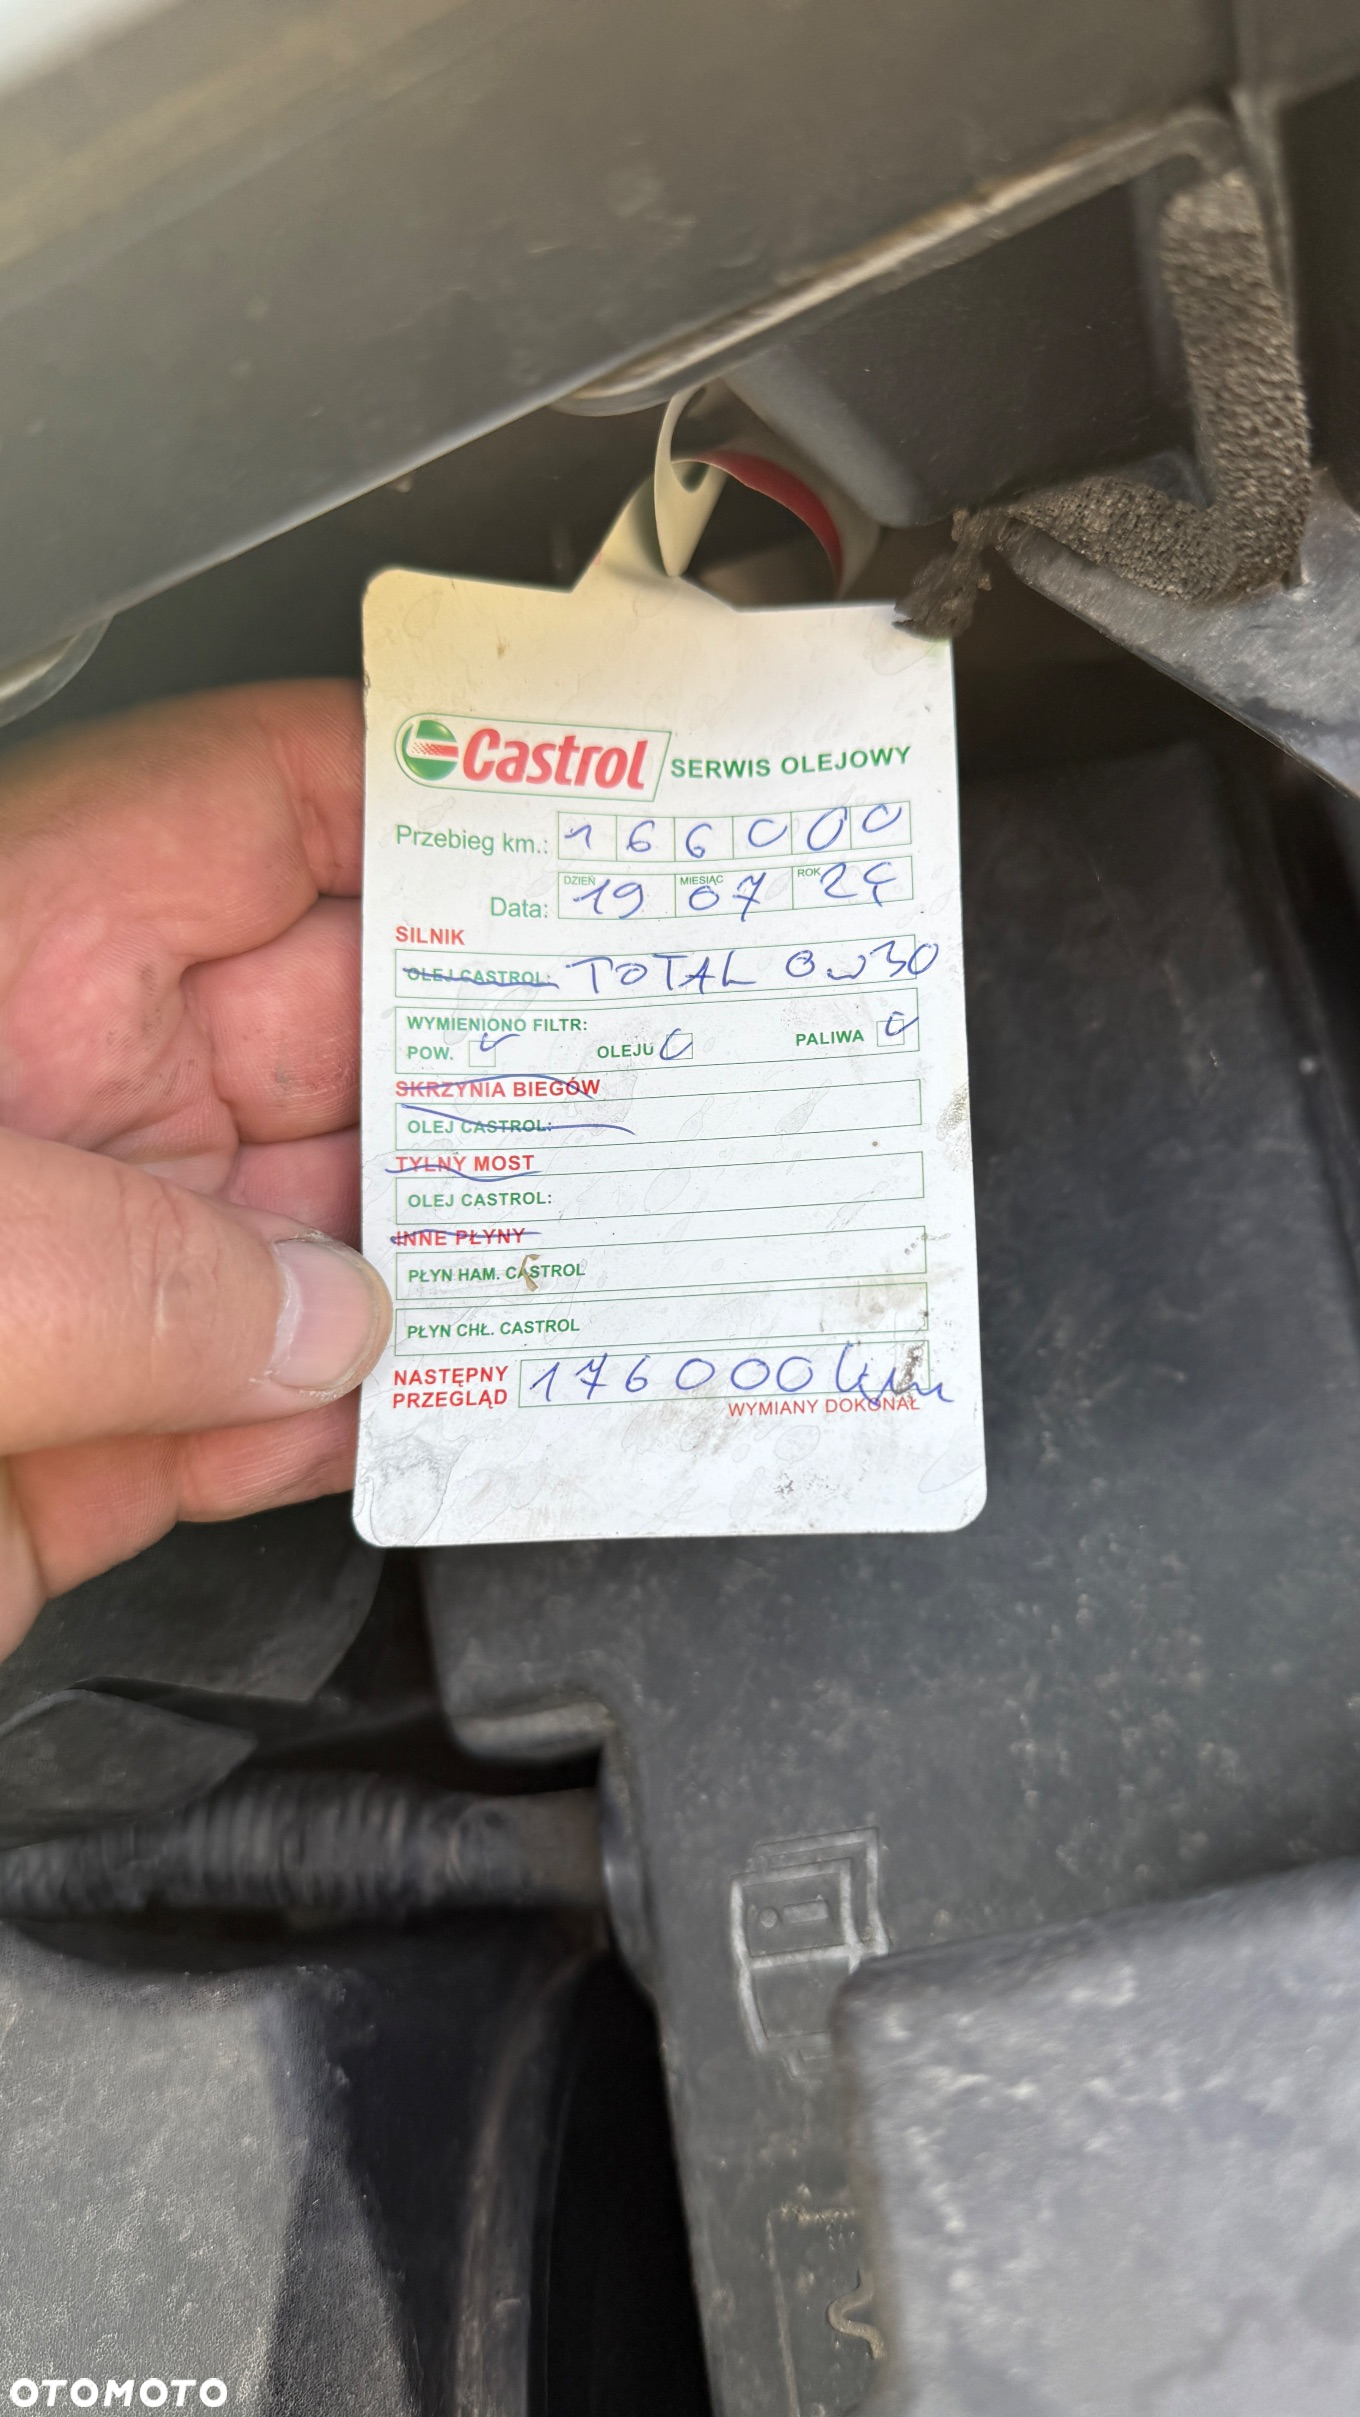 Castrol SERWIS OLEJOWY
Przebieg km.: 166000
DZIEŃ MIESIĄC ROK
Data: 19 07 24
SILNIK
OLEJ CASTROL: TOTAL 0w30
WYMIENIONO FILTR:
POW. OLEJU PALIWA
SKRZYNIA BIEGÓW
OLEJ CASTROL:
TYLNY MOST
OLEJ CASTROL:
INNE PŁYNY
PŁYN HAM. CASTROL
PŁYN CHŁ. CASTROL
NASTĘPNY PRZEGLĄD 176000 km
WYMIANY DOKONAŁ
OTOMOTO